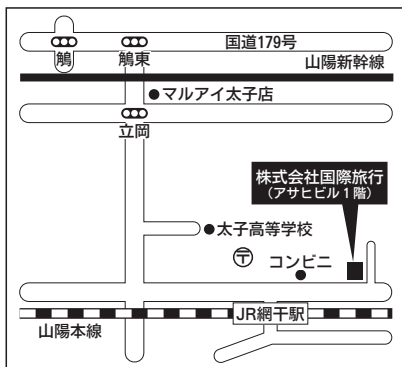 国道179号
鵤
鵤東
山陽新幹線
マルアイ太子店
立岡
株式会社国際旅行
(アサヒビル1階)
太子高等学校
〒
コンビニ
JR網干駅
山陽本線